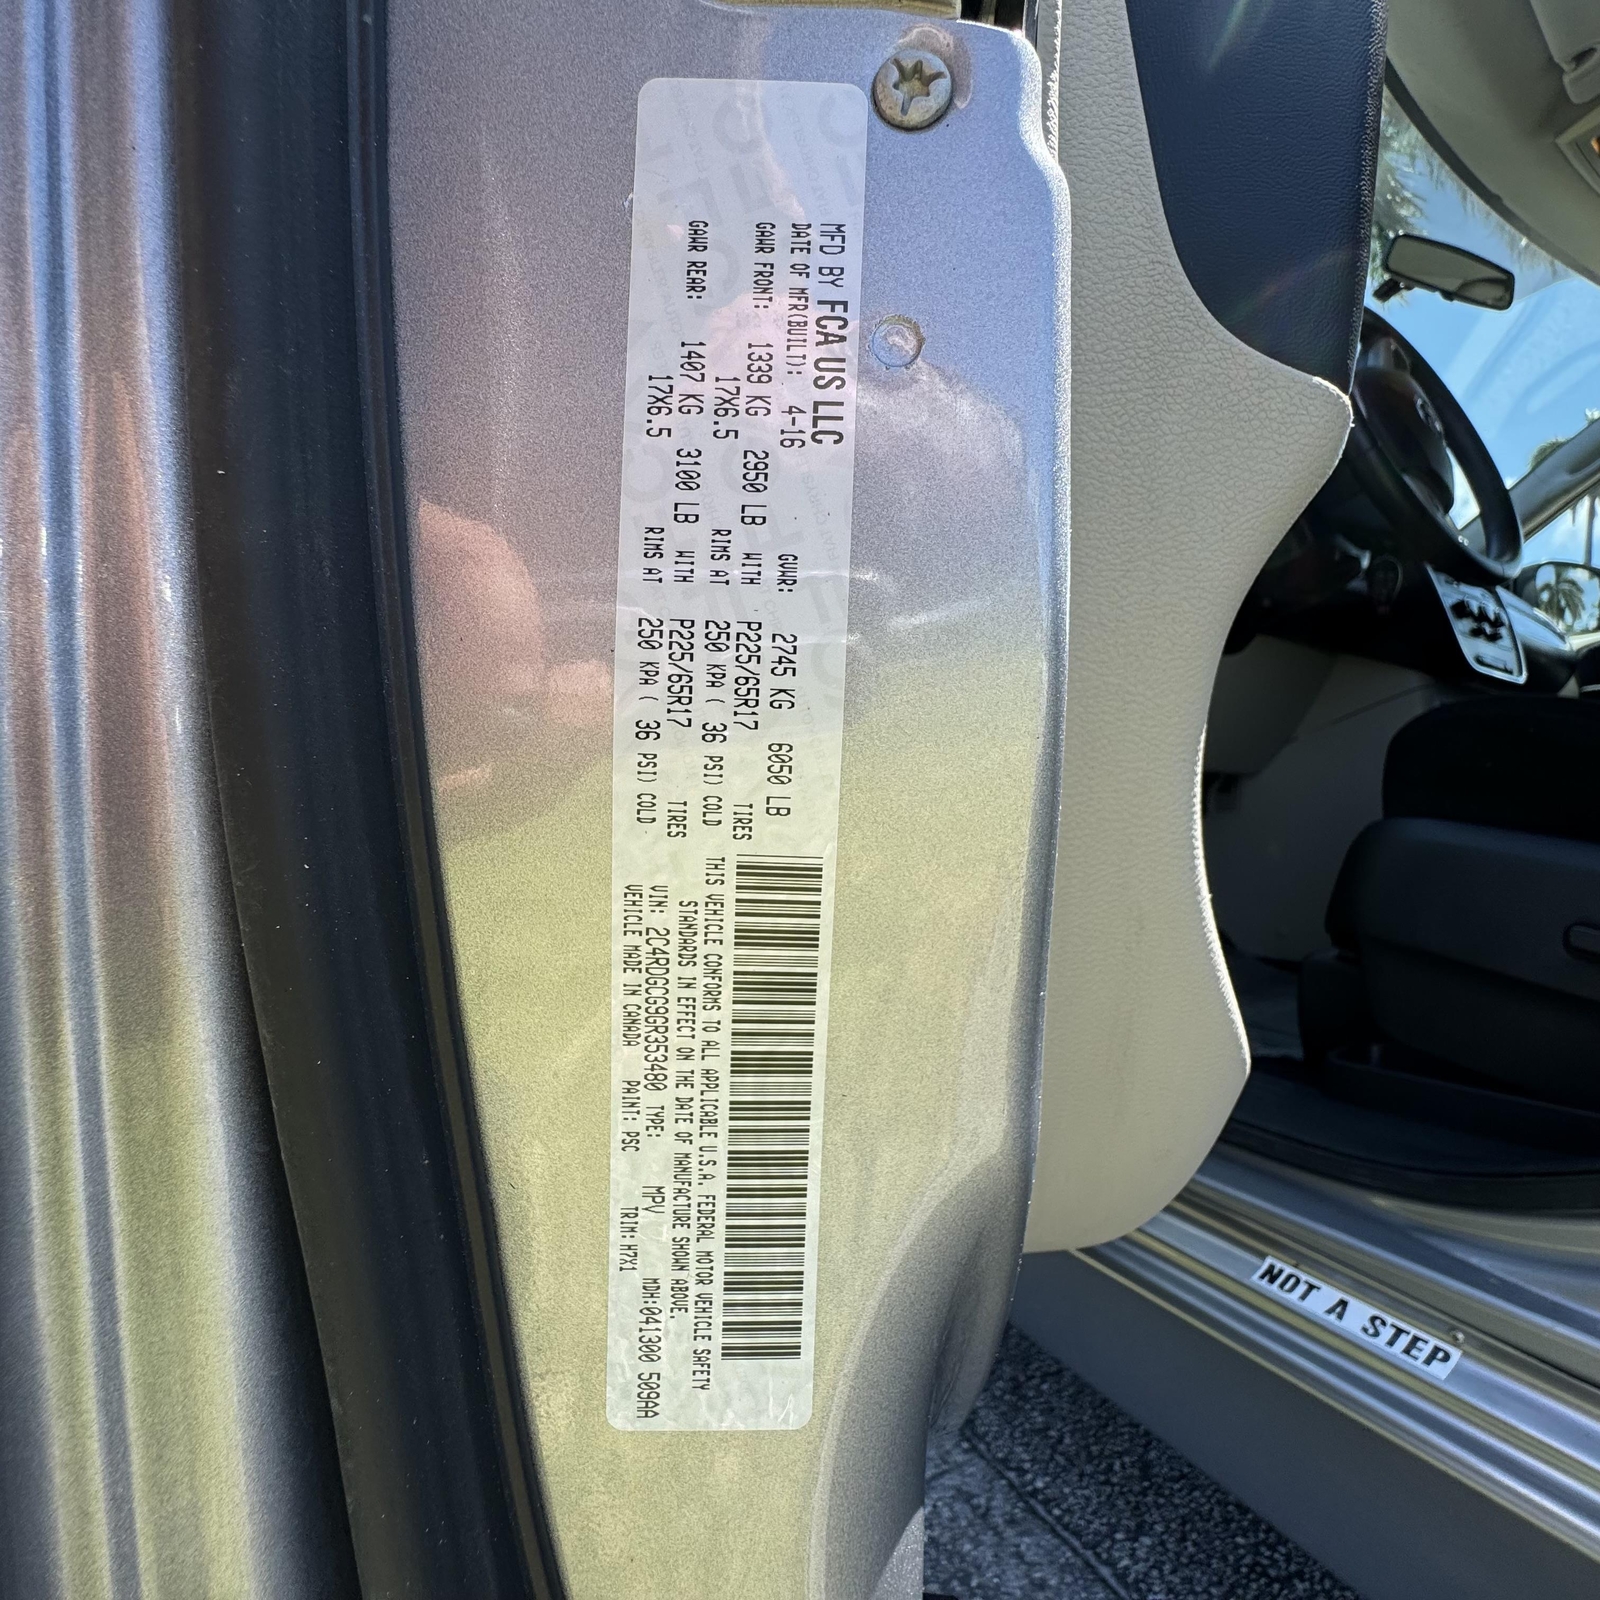 MFD BY FCA US LLC
DATE OF MFR(BUILT): 4-16 GVWR: 2745 KG 6050 LB
GAWR FRONT: 1339 KG 2950 LB WITH P225/65R17 TIRES
17X6.5 RIMS AT 250 KPA ( 36 PSI) COLD
GAWR REAR: 1407 KG 3100 LB WITH P225/65R17 TIRES
17X6.5 RIMS AT 250 KPA ( 36 PSI) COLD
THIS VEHICLE CONFORMS TO ALL APPLICABLE U.S.A. FEDERAL MOTOR VEHICLE SAFETY
STANDARDS IN EFFECT ON THE DATE OF MANUFACTURE SHOWN ABOVE.
VIN: 2C4RDGCG9GR353480 TYPE: MPV MDH:041300 509AA
VEHICLE MADE IN CANADA PAINT: PSC TRIM: H7X1
NOT A STEP